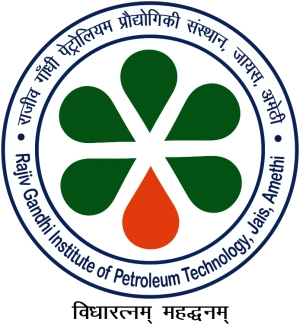 राजीव गाँधी पेट्रोलियम प्रौद्योगिकी संस्थान, जायस, अमेठी
Rajiv Gandhi Institute of Petroleum Technology, Jais, Amethi
विधारत्नम् महद्धनम्